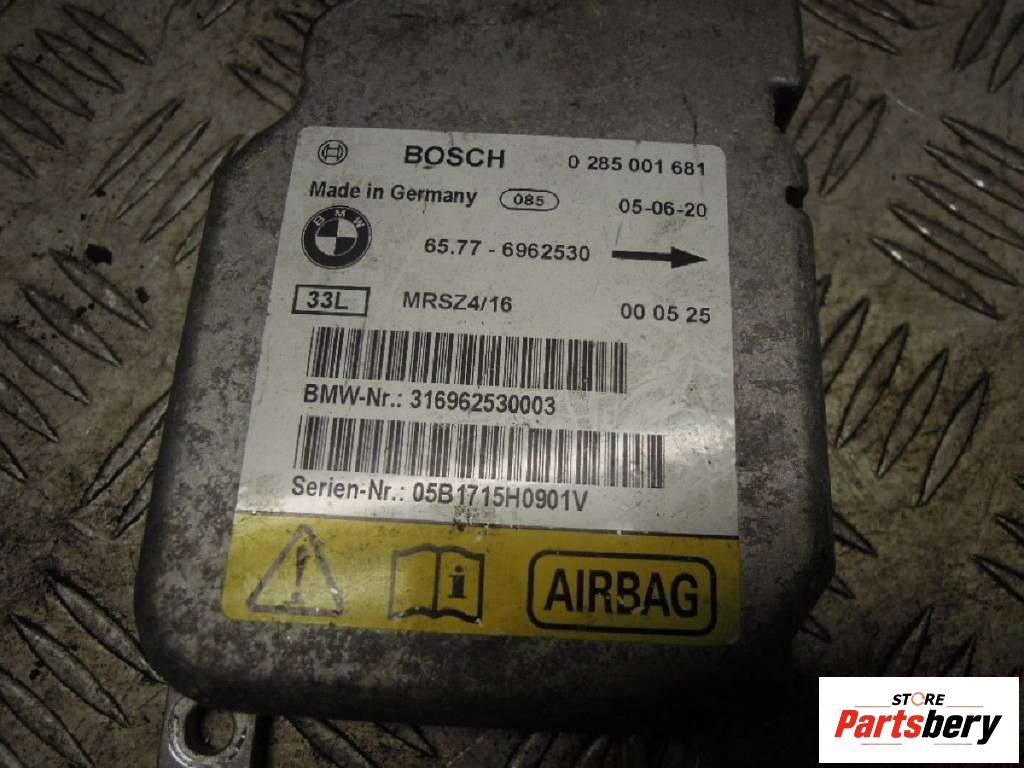 BOSCH 0 285 001 681
Made in Germany 085 05-06-20
BMW 65.77 - 6962530
33L MRSZ4/16 00 05 25
BMW-Nr.: 316962530003
Serien-Nr.: 05B1715H0901V
i AIRBAG
STORE
Partsbery